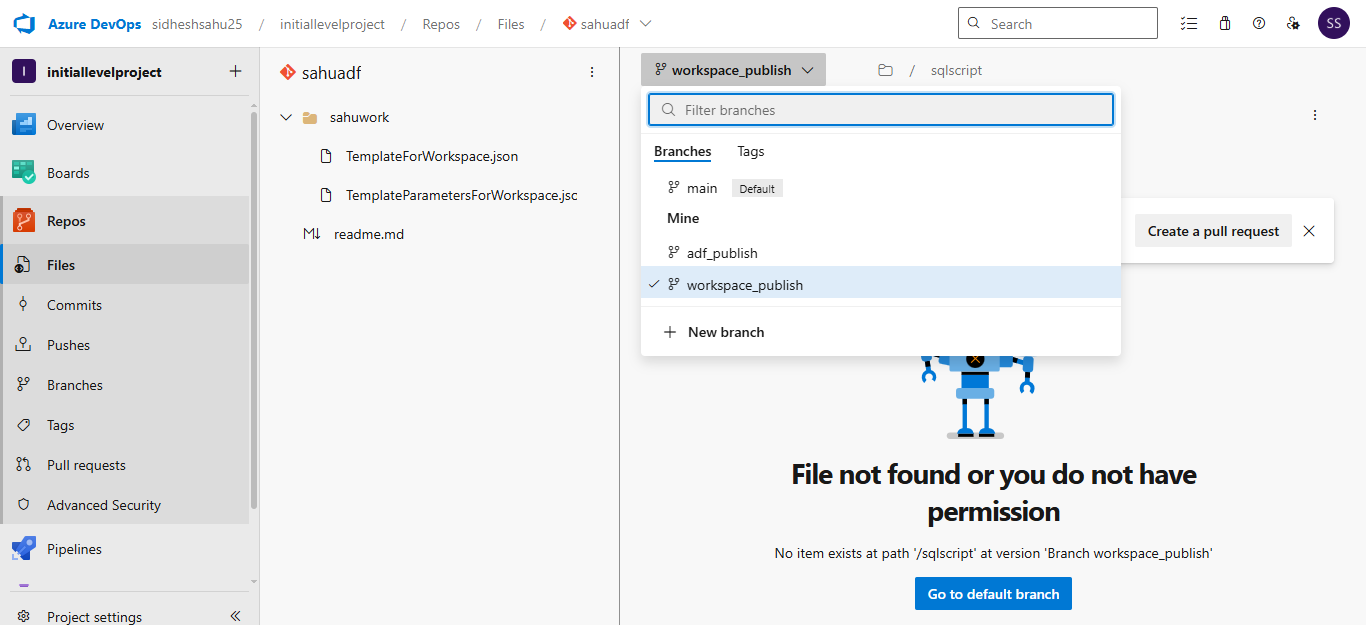 Azure DevOps sidheshsahu25 / initiallevelproject / Repos / Files / sahuadf
Search
SS
I initiallevelproject +
Overview
Boards
Repos
Files
Commits
Pushes
Branches
Tags
Pull requests
Advanced Security
Pipelines
Project settings
sahuadf
sahuwork
TemplateForWorkspace.json
TemplateParametersForWorkspace.jsc
M↓ readme.md
workspace_publish
/ sqlscript
Filter branches
Branches Tags
main Default
Mine
adf_publish
workspace_publish
+ New branch
Create a pull request
File not found or you do not have
permission
No item exists at path '/sqlscript' at version 'Branch workspace_publish'
Go to default branch